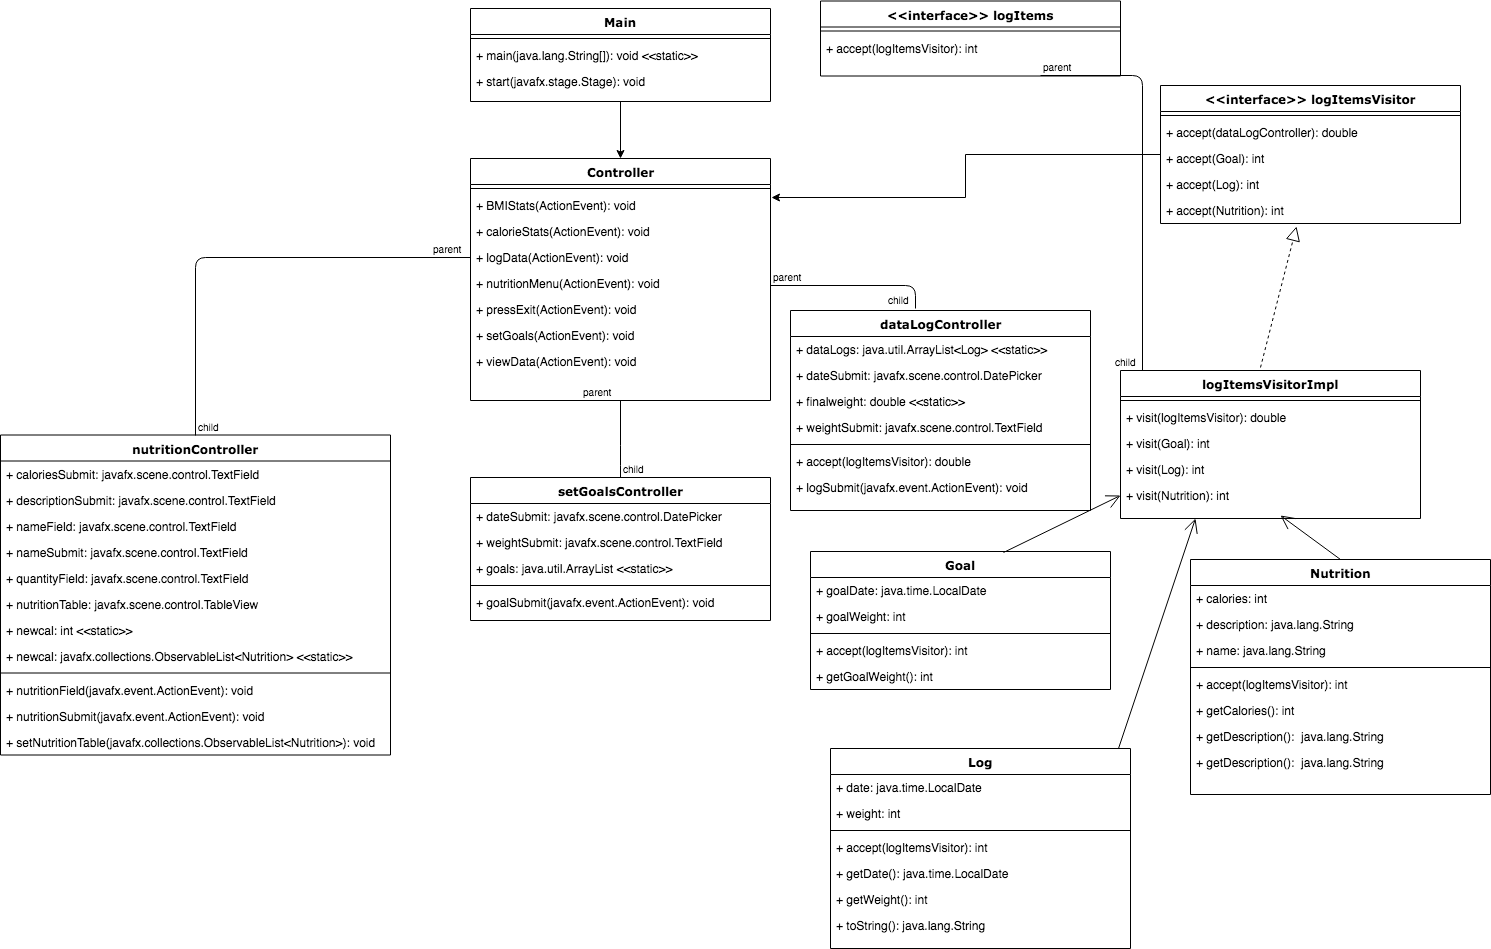 Main
+ main(java.lang.String[]): void <<static>>
+ start(javafx.stage.Stage): void
<<interface>> logItems
+ accept(logItemsVisitor): int
parent
<<interface>> logItemsVisitor
+ accept(dataLogController): double
+ accept(Goal): int
+ accept(Log): int
+ accept(Nutrition): int
Controller
+ BMIStats(ActionEvent): void
+ calorieStats(ActionEvent): void
+ logData(ActionEvent): void
+ nutritionMenu(ActionEvent): void
+ pressExit(ActionEvent): void
+ setGoals(ActionEvent): void
+ viewData(ActionEvent): void
parent
parent
parent
child
child
child
child
dataLogController
+ dataLogs: java.util.ArrayList<Log> <<static>>
+ dateSubmit: javafx.scene.control.DatePicker
+ finalweight: double <<static>>
+ weightSubmit: javafx.scene.control.TextField
+ accept(logItemsVisitor): double
+ logSubmit(javafx.event.ActionEvent): void
logItemsVisitorImpl
+ visit(logItemsVisitor): double
+ visit(Goal): int
+ visit(Log): int
+ visit(Nutrition): int
nutritionController
+ caloriesSubmit: javafx.scene.control.TextField
+ descriptionSubmit: javafx.scene.control.TextField
+ nameField: javafx.scene.control.TextField
+ nameSubmit: javafx.scene.control.TextField
+ quantityField: javafx.scene.control.TextField
+ nutritionTable: javafx.scene.control.TableView
+ newcal: int <<static>>
+ newcal: javafx.collections.ObservableList<Nutrition> <<static>>
+ nutritionField(javafx.event.ActionEvent): void
+ nutritionSubmit(javafx.event.ActionEvent): void
+ setNutritionTable(javafx.collections.ObservableList<Nutrition>): void
setGoalsController
+ dateSubmit: javafx.scene.control.DatePicker
+ weightSubmit: javafx.scene.control.TextField
+ goals: java.util.ArrayList <<static>>
+ goalSubmit(javafx.event.ActionEvent): void
Goal
+ goalDate: java.time.LocalDate
+ goalWeight: int
+ accept(logItemsVisitor): int
+ getGoalWeight(): int
Nutrition
+ calories: int
+ description: java.lang.String
+ name: java.lang.String
+ accept(logItemsVisitor): int
+ getCalories(): int
+ getDescription(): java.lang.String
+ getDescription(): java.lang.String
Log
+ date: java.time.LocalDate
+ weight: int
+ accept(logItemsVisitor): int
+ getDate(): java.time.LocalDate
+ getWeight(): int
+ toString(): java.lang.String